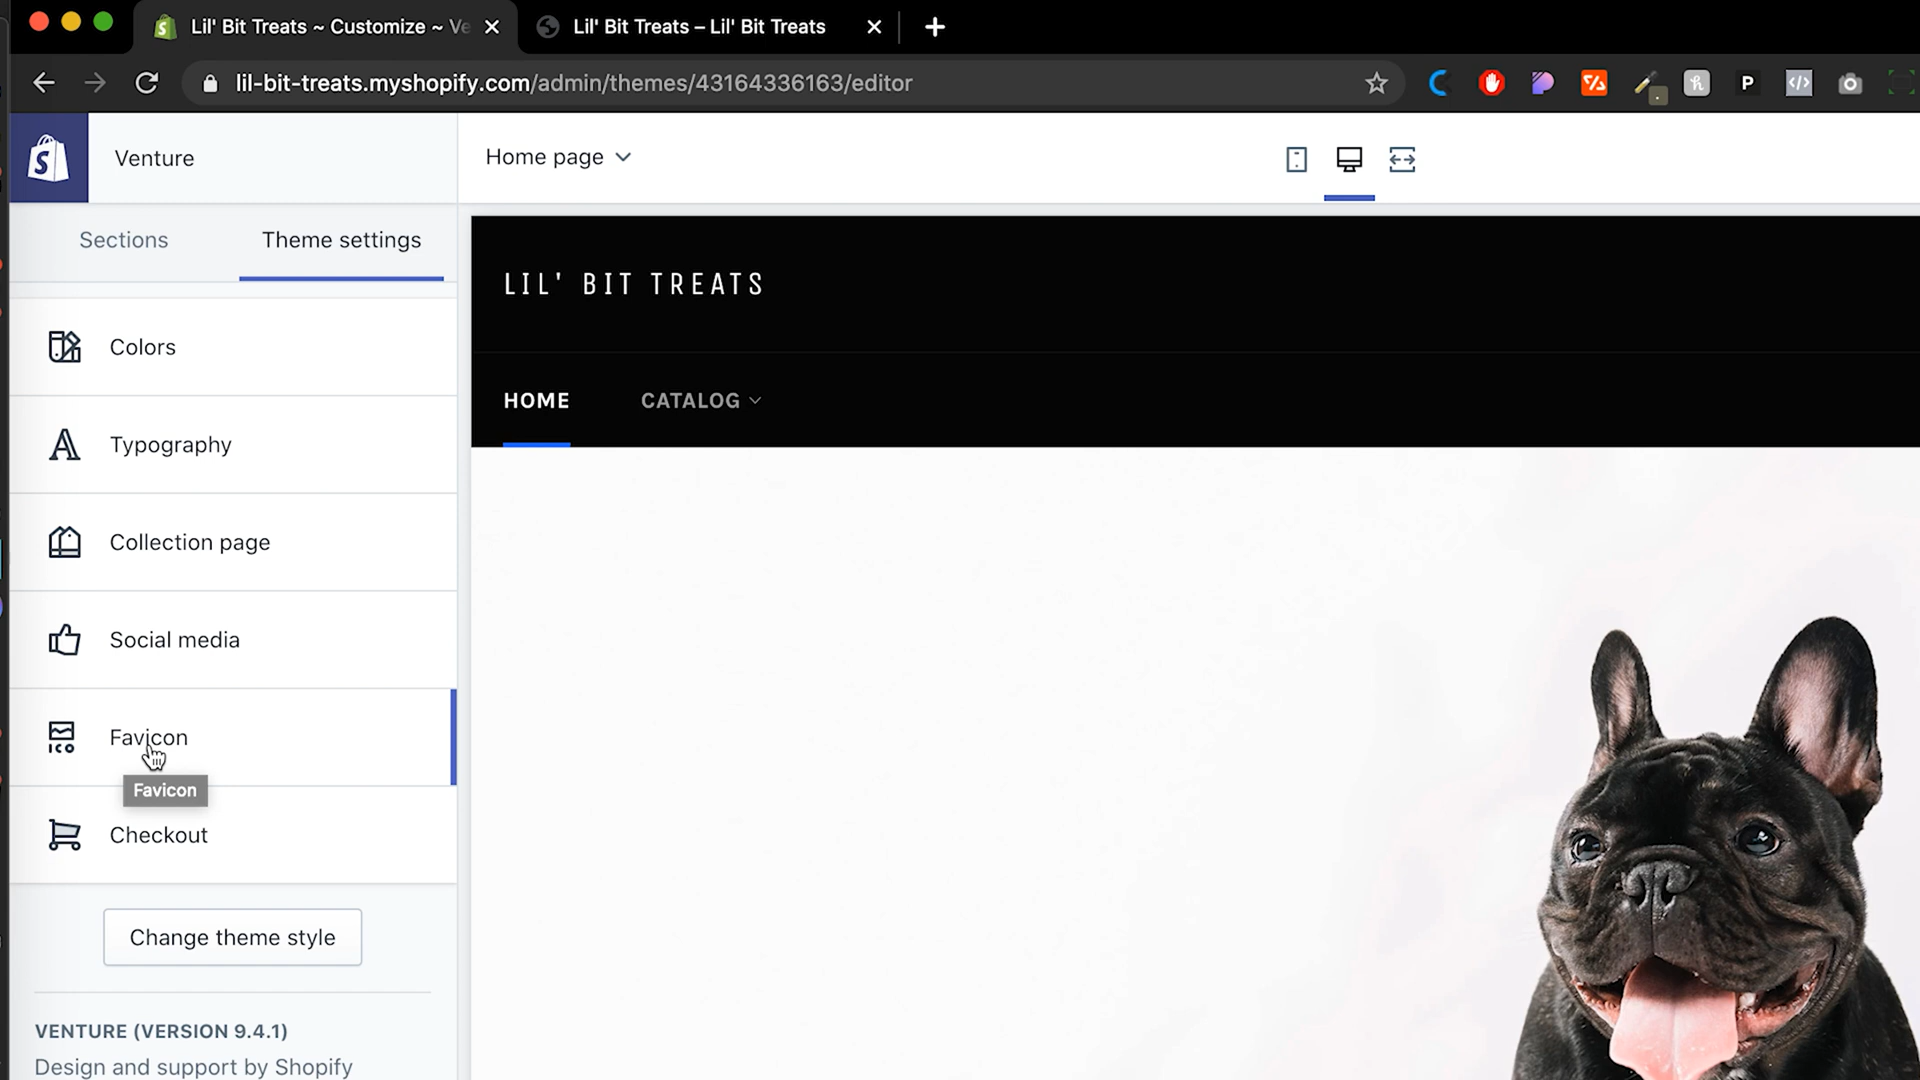 Lil' Bit Treats ~ Customize ~ Ve
Lil' Bit Treats – Lil' Bit Treats
lil-bit-treats.myshopify.com/admin/themes/43164336163/editor
Venture
Home page
Sections
Theme settings
LIL' BIT TREATS
HOME
CATALOG
Colors
Typography
Collection page
Social media
ICO
Favicon
Favicon
Checkout
Change theme style
VENTURE (VERSION 9.4.1)
Design and support by Shopify